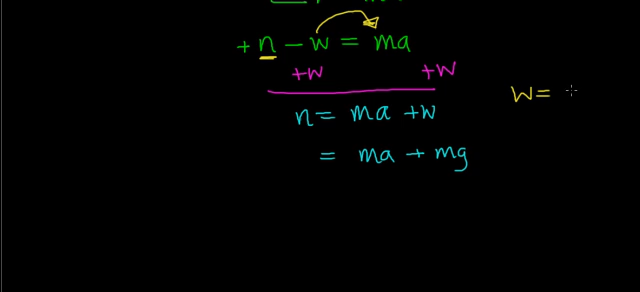 + n − w = ma
+w +w
n = ma + w w =
= ma + mg